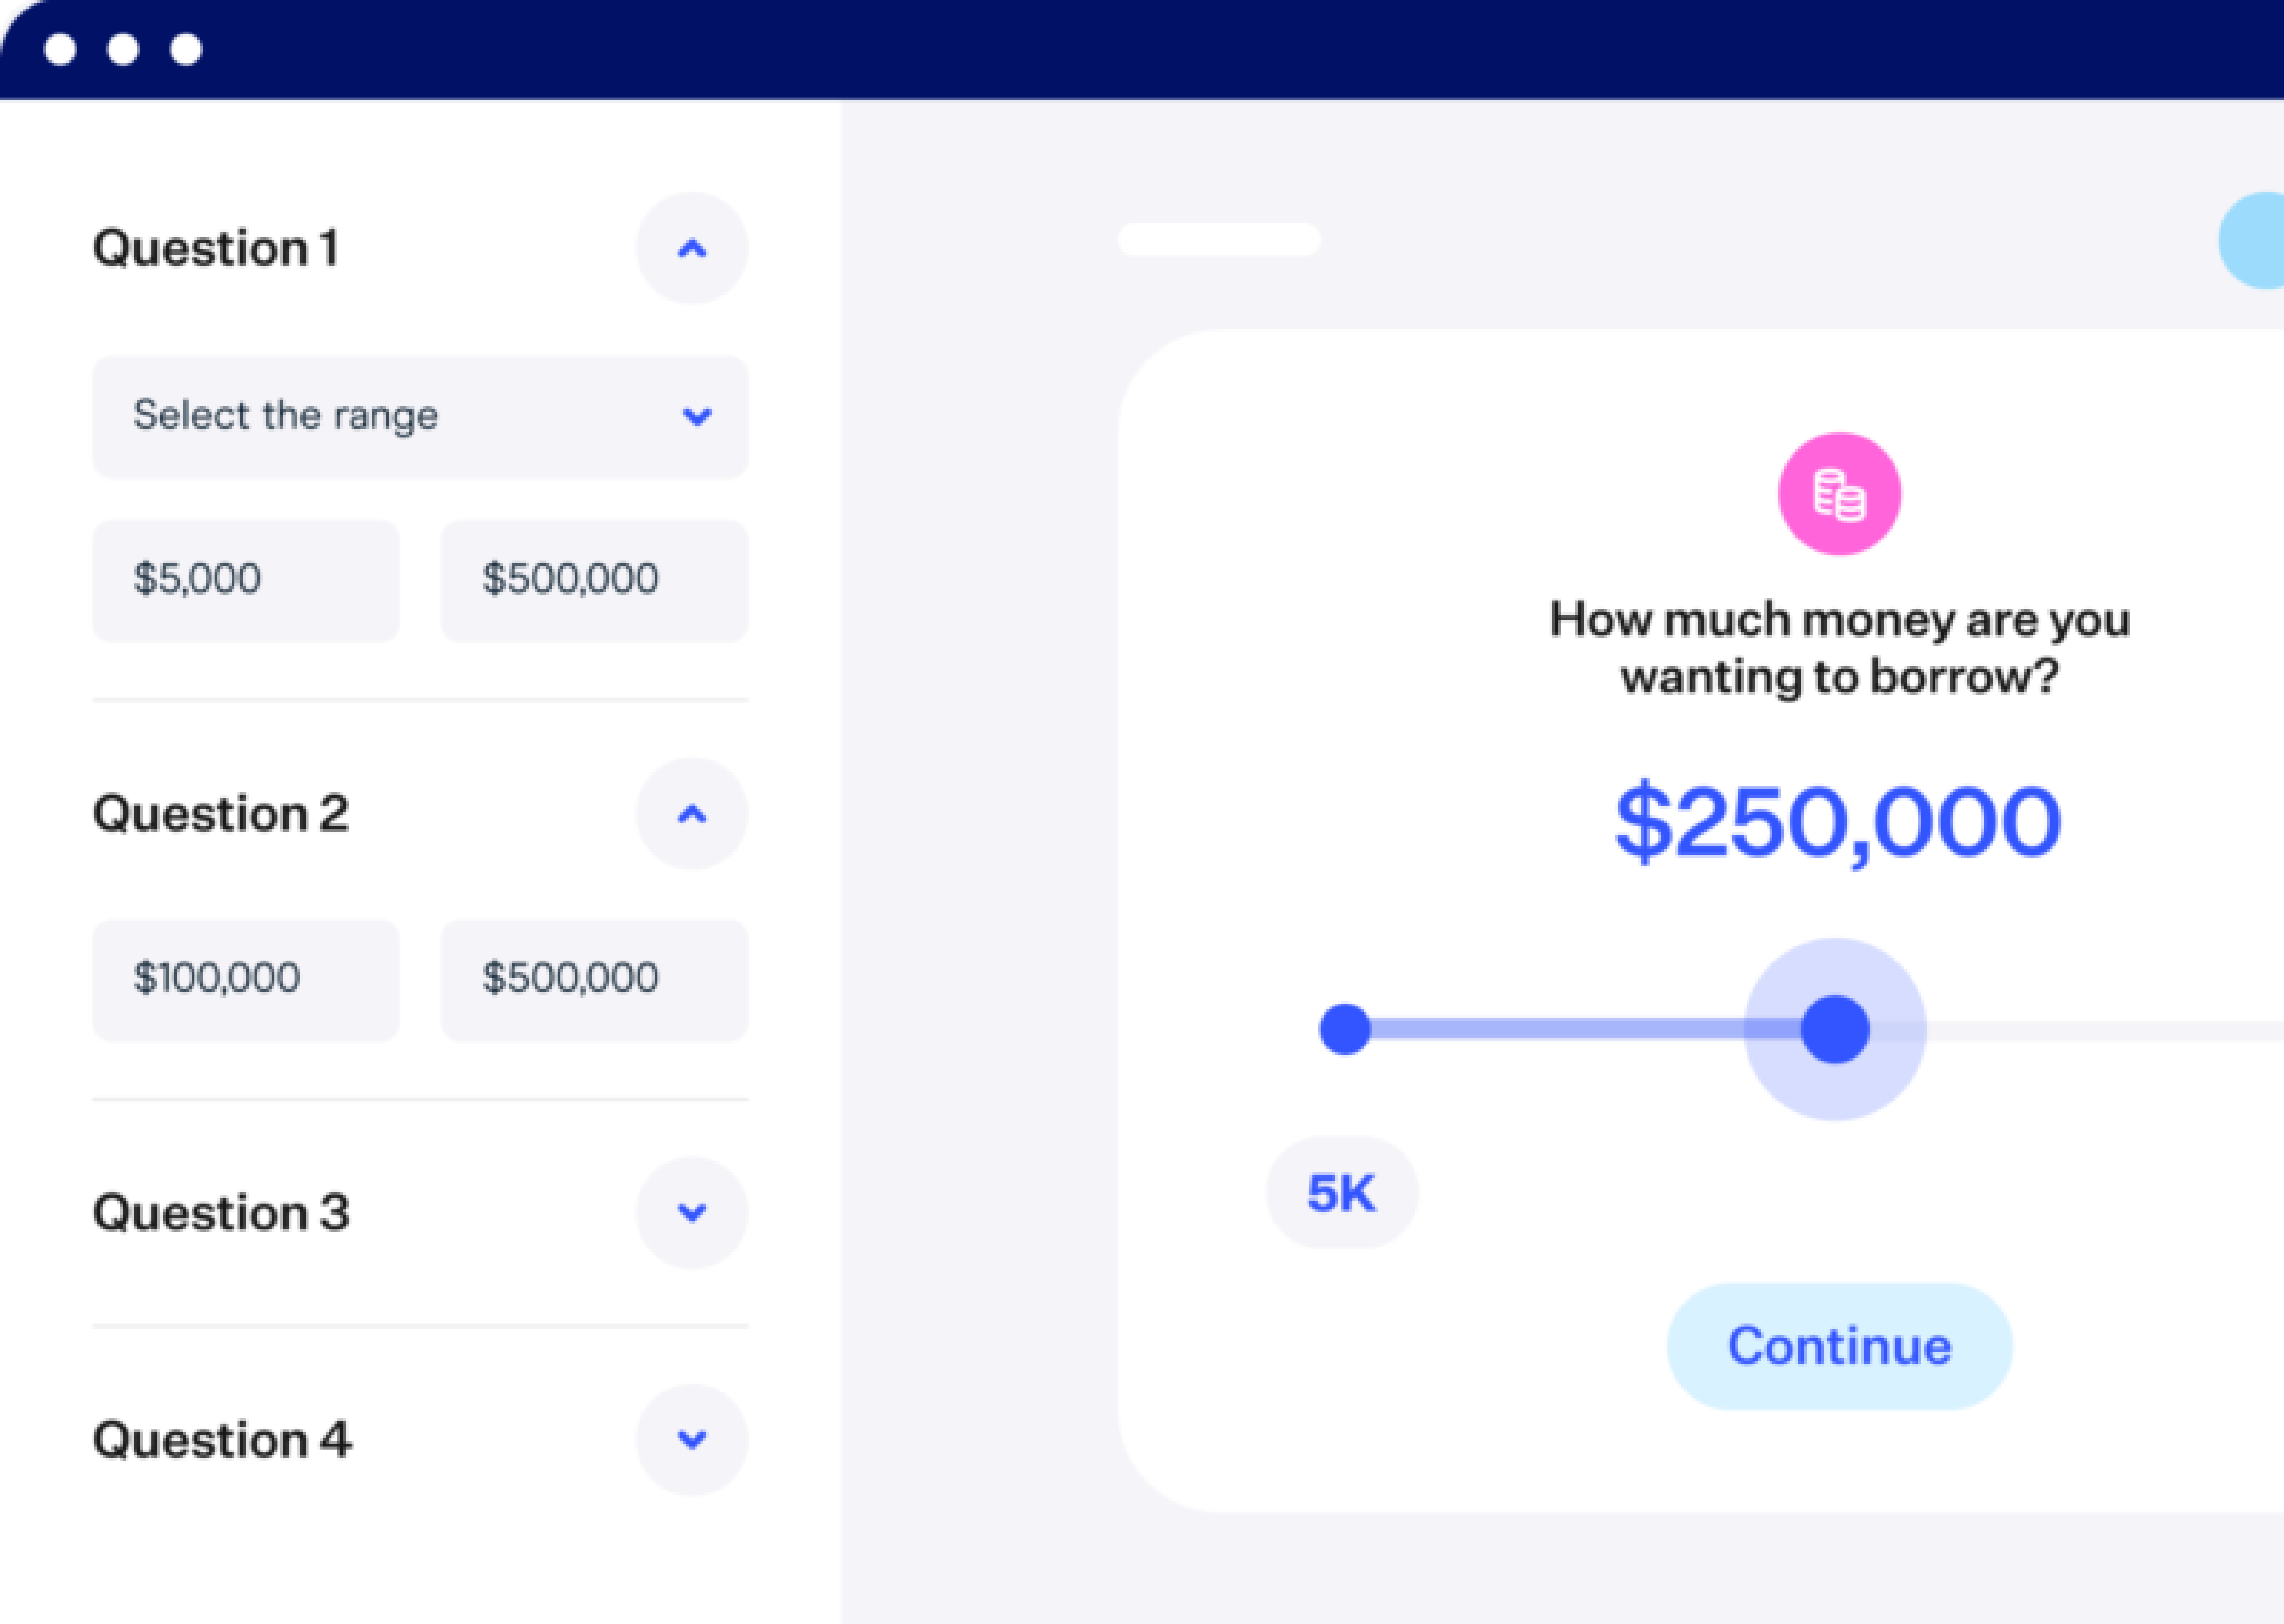 Question 1
Select the range
$5,000
$500,000
Question 2
$100,000
$500,000
Question 3
Question 4
How much money are you
wanting to borrow?
$250,000
5K
Continue